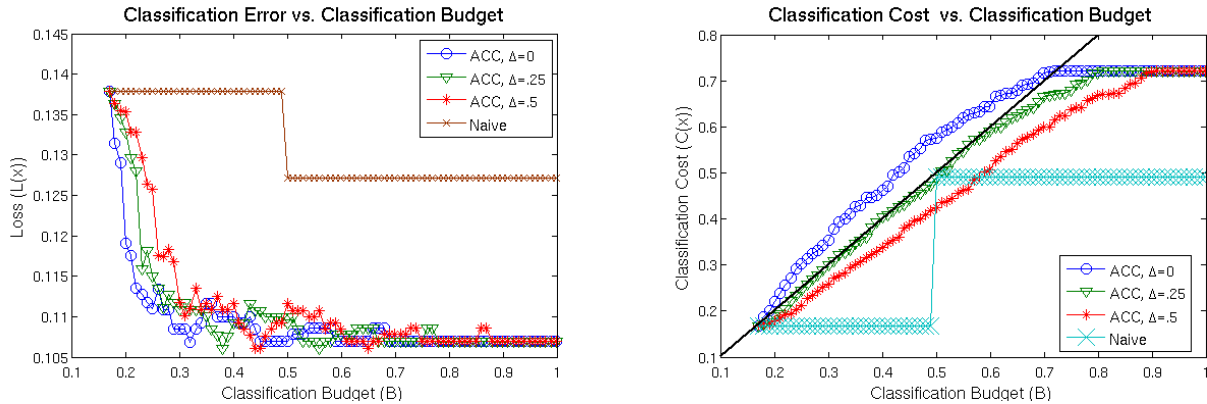 Classification Error vs. Classification Budget
0.145
0.14
0.135
0.13
0.125
0.12
0.115
0.11
0.105
Loss (L(x))
ACC, Δ=0
ACC, Δ=.25
ACC, Δ=.5
Naive
0.1 0.2 0.3 0.4 0.5 0.6 0.7 0.8 0.9 1
Classification Budget (B)
Classification Cost vs. Classification Budget
0.8
0.7
0.6
0.5
0.4
0.3
0.2
0.1
Classification Cost (C(x))
ACC, Δ=0
ACC, Δ=.25
ACC, Δ=.5
Naive
0.1 0.2 0.3 0.4 0.5 0.6 0.7 0.8 0.9 1
Classification Budget (B)